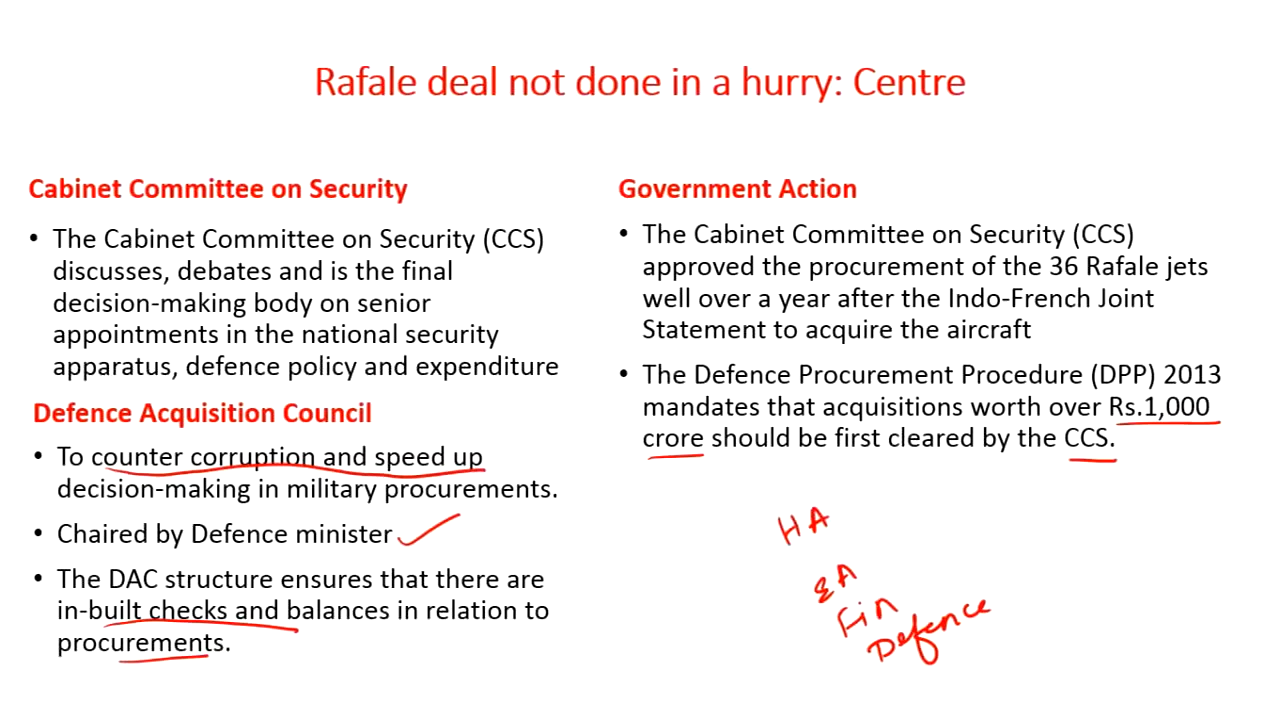 Rafale deal not done in a hurry: Centre
Cabinet Committee on Security
• The Cabinet Committee on Security (CCS)
discusses, debates and is the final
decision-making body on senior
appointments in the national security
apparatus, defence policy and expenditure
Defence Acquisition Council
• To counter corruption and speed up
decision-making in military procurements.
• Chaired by Defence minister
• The DAC structure ensures that there are
in-built checks and balances in relation to
procurements.
Government Action
• The Cabinet Committee on Security (CCS)
approved the procurement of the 36 Rafale jets
well over a year after the Indo-French Joint
Statement to acquire the aircraft
• The Defence Procurement Procedure (DPP) 2013
mandates that acquisitions worth over Rs.1,000
crore should be first cleared by the CCS.
HA
EA
Fin
Defence